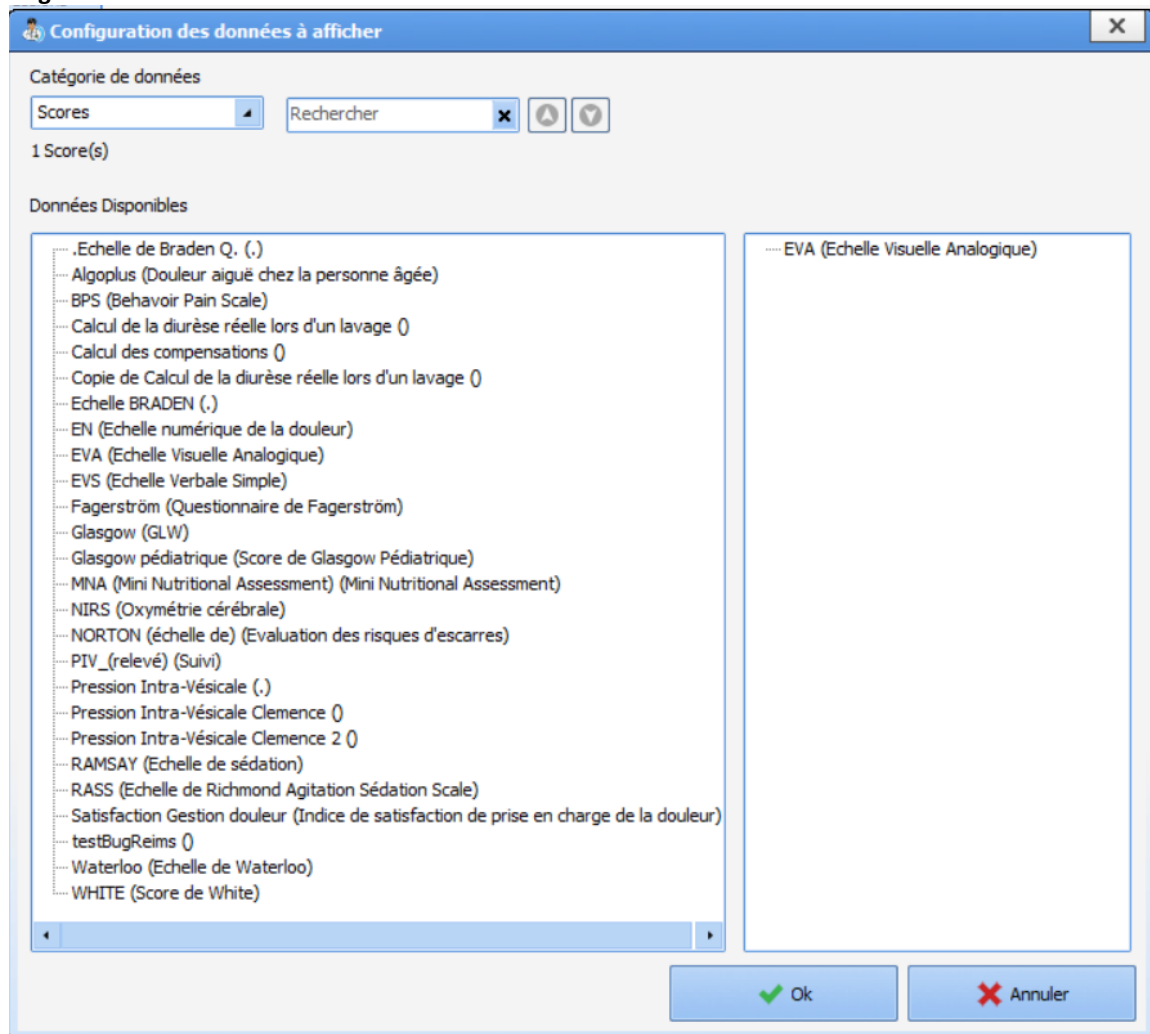 Configuration des données à afficher
Catégorie de données
Scores
Rechercher
1 Score(s)
Données Disponibles
.Echelle de Braden Q. (.)
Algoplus (Douleur aiguë chez la personne âgée)
BPS (Behavoir Pain Scale)
Calcul de la diurèse réelle lors d'un lavage ()
Calcul des compensations ()
Copie de Calcul de la diurèse réelle lors d'un lavage ()
Echelle BRADEN (.)
EN (Echelle numérique de la douleur)
EVA (Echelle Visuelle Analogique)
EVS (Echelle Verbale Simple)
Fagerström (Questionnaire de Fagerström)
Glasgow (GLW)
Glasgow pédiatrique (Score de Glasgow Pédiatrique)
MNA (Mini Nutritional Assessment) (Mini Nutritional Assessment)
NIRS (Oxymétrie cérébrale)
NORTON (échelle de) (Evaluation des risques d'escarres)
PIV_(relevé) (Suivi)
Pression Intra-Vésicale (.)
Pression Intra-Vésicale Clemence ()
Pression Intra-Vésicale Clemence 2 ()
RAMSAY (Echelle de sédation)
RASS (Echelle de Richmond Agitation Sédation Scale)
Satisfaction Gestion douleur (Indice de satisfaction de prise en charge de la douleur)
testBugReims ()
Waterloo (Echelle de Waterloo)
WHITE (Score de White)
EVA (Echelle Visuelle Analogique)
Ok
Annuler